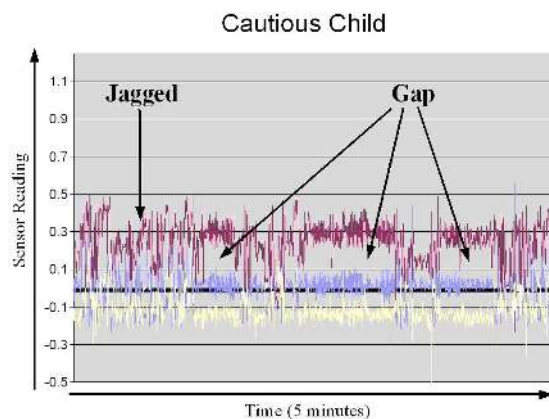 Cautious Child
Jagged
Gap
Sensor Reading
1.1
0.9
0.7
0.5
0.3
0.1
-0.1
-0.3
-0.5
Time (5 minutes)